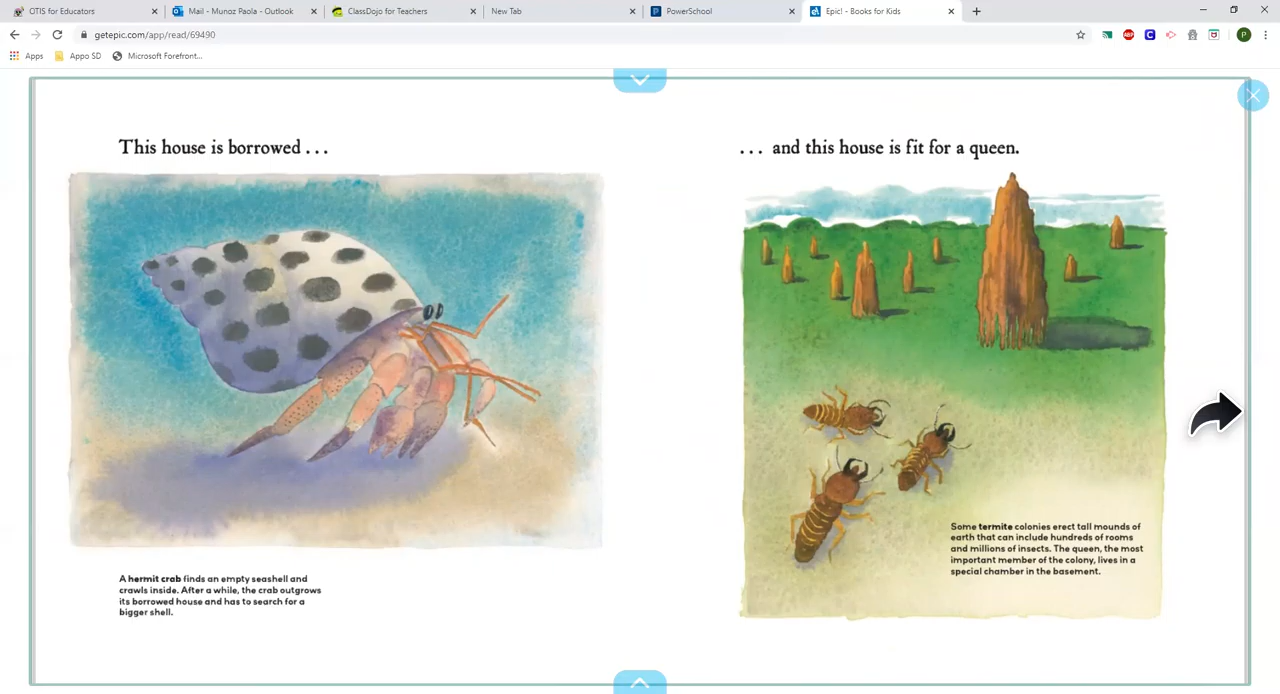 OTIS for Educators
Mail - Munoz Paola - Outlook
ClassDojo for Teachers
New Tab
PowerSchool
Epic! - Books for Kids
getepic.com/app/read/69490
Apps
Appo SD
Microsoft Forefront...
This house is borrowed . . .
A hermit crab finds an empty seashell and
crawls inside. After a while, the crab outgrows
its borrowed house and has to search for a
bigger shell.
. . . and this house is fit for a queen.
Some termite colonies erect tall mounds of
earth that can include hundreds of rooms
and millions of insects. The queen, the most
important member of the colony, lives in a
special chamber in the basement.